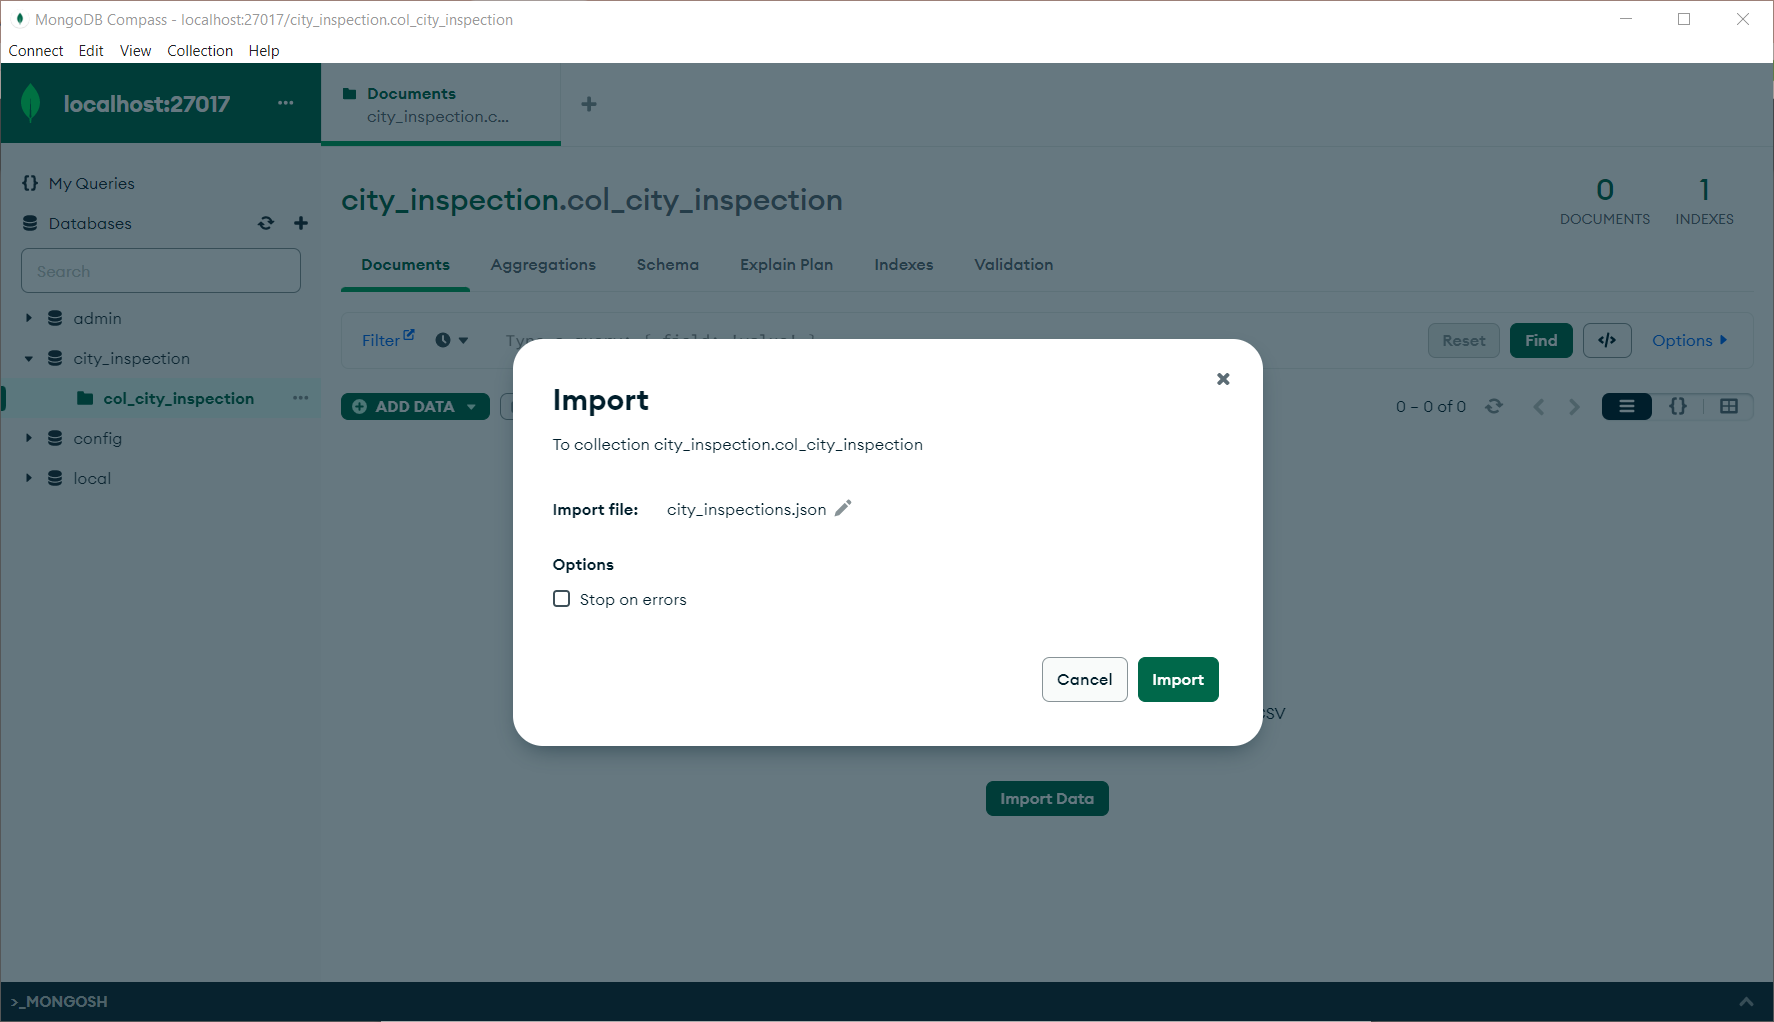 MongoDB Compass - localhost:27017/city_inspection.col_city_inspection
Connect Edit View Collection Help
localhost:27017
Documents
city_inspection.c...
My Queries
Databases
Search
admin
city_inspection
col_city_inspection
config
local
city_inspection.col_city_inspection
0
DOCUMENTS
1
INDEXES
Documents Aggregations Schema Explain Plan Indexes Validation
Filter
Reset Find Options
ADD DATA
0 – 0 of 0
Import
To collection city_inspection.col_city_inspection
Import file: city_inspections.json
Options
Stop on errors
Cancel Import
CSV
Import Data
>_MONGOSH